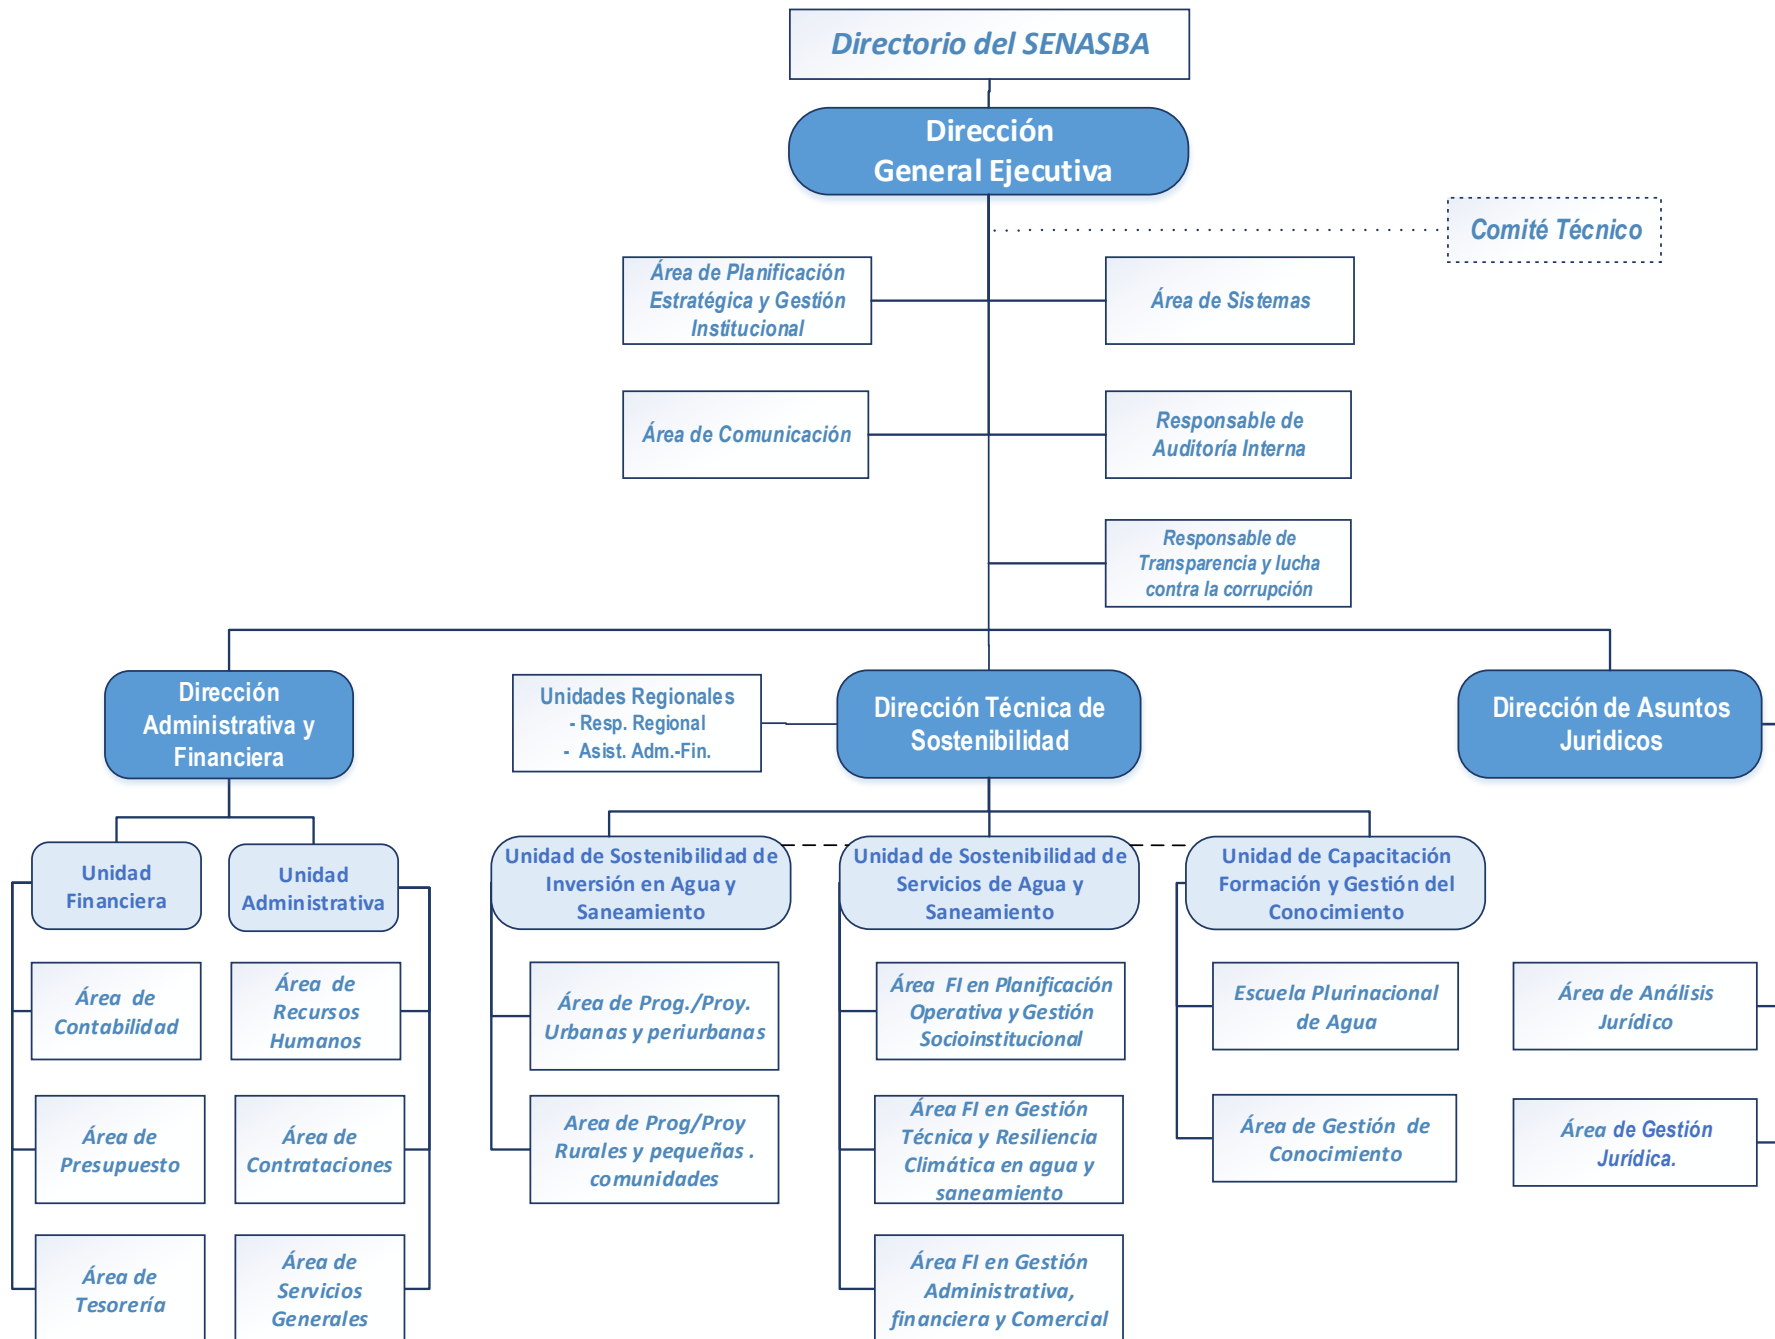 Directorio del SENASBA
Dirección
General Ejecutiva
Comité Técnico
Área de Planificación
Estratégica y Gestión
Institucional
Área de Sistemas
Área de Comunicación
Responsable de
Auditoría Interna
Responsable de
Transparencia y lucha
contra la corrupción
Dirección
Administrativa y
Financiera
Unidades Regionales
- Resp. Regional
- Asist. Adm.-Fin.
Dirección Técnica de
Sostenibilidad
Dirección de Asuntos
Juridicos
Unidad
Financiera
Unidad
Administrativa
Unidad de Sostenibilidad de
Inversión en Agua y
Saneamiento
Unidad de Sostenibilidad de
Servicios de Agua y
Saneamiento
Unidad de Capacitación
Formación y Gestión del
Conocimiento
Área de
Contabilidad
Área de
Recursos
Humanos
Área de Prog./Proy.
Urbanas y periurbanas
Área FI en Planificación
Operativa y Gestión
Socioinstitucional
Escuela Plurinacional
de Agua
Área de Análisis
Jurídico
Área de
Presupuesto
Área de
Contrataciones
Area de Prog/Proy
Rurales y pequeñas .
comunidades
Área FI en Gestión
Técnica y Resiliencia
Climática en agua y
saneamiento
Área de Gestión de
Conocimiento
Área de Gestión
Jurídica.
Área de
Tesorería
Área de
Servicios
Generales
Área FI en Gestión
Administrativa,
financiera y Comercial